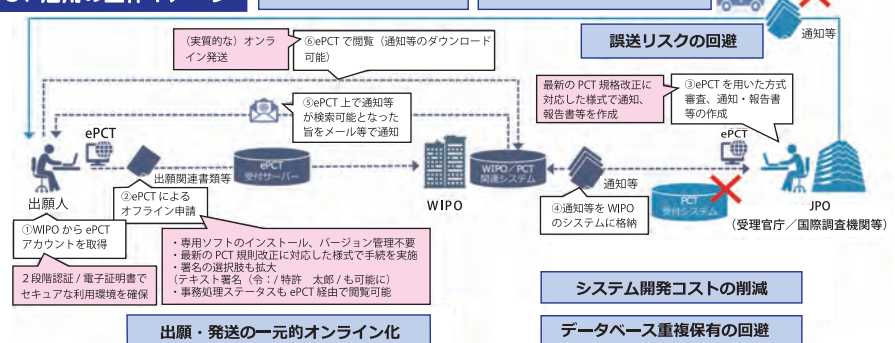 誤送リスクの回避
通知等
(実質的な)オンラ
イン発送
⑥ePCT で閲覧(通知等のダウンロード
可能)
最新の PCT 規格改正に
対応した様式で通知、
報告書等を作成
③ePCT を用いた方式
審査、通知・報告書
等の作成
⑤ePCT 上で通知等
が検索可能となった
旨をメール等で通知
ePCT
ePCT
ePCT
受付サーバー
出願関連書類等
WIPO/PCT
関連システム
通知等
PCT
受付システム
出願人
WIPO
JPO
(受理官庁/国際調査機関等)
②ePCT による
オフライン申請
①WIPO から ePCT
アカウントを取得
④通知等を WIPO
のシステムに格納
2段階認証 / 電子証明書で
セキュアな利用環境を確保
・専用ソフトのインストール、バージョン管理不要
・最新の PCT 規則改正に対応した様式で手続を実施
・署名の選択肢も拡大
(テキスト署名(令:/ 特許 太郎 / も可能に)
・事務処理ステータスも ePCT 経由で閲覧可能
システム開発コストの削減
出願・発送の一元的オンライン化
データベース重複保有の回避